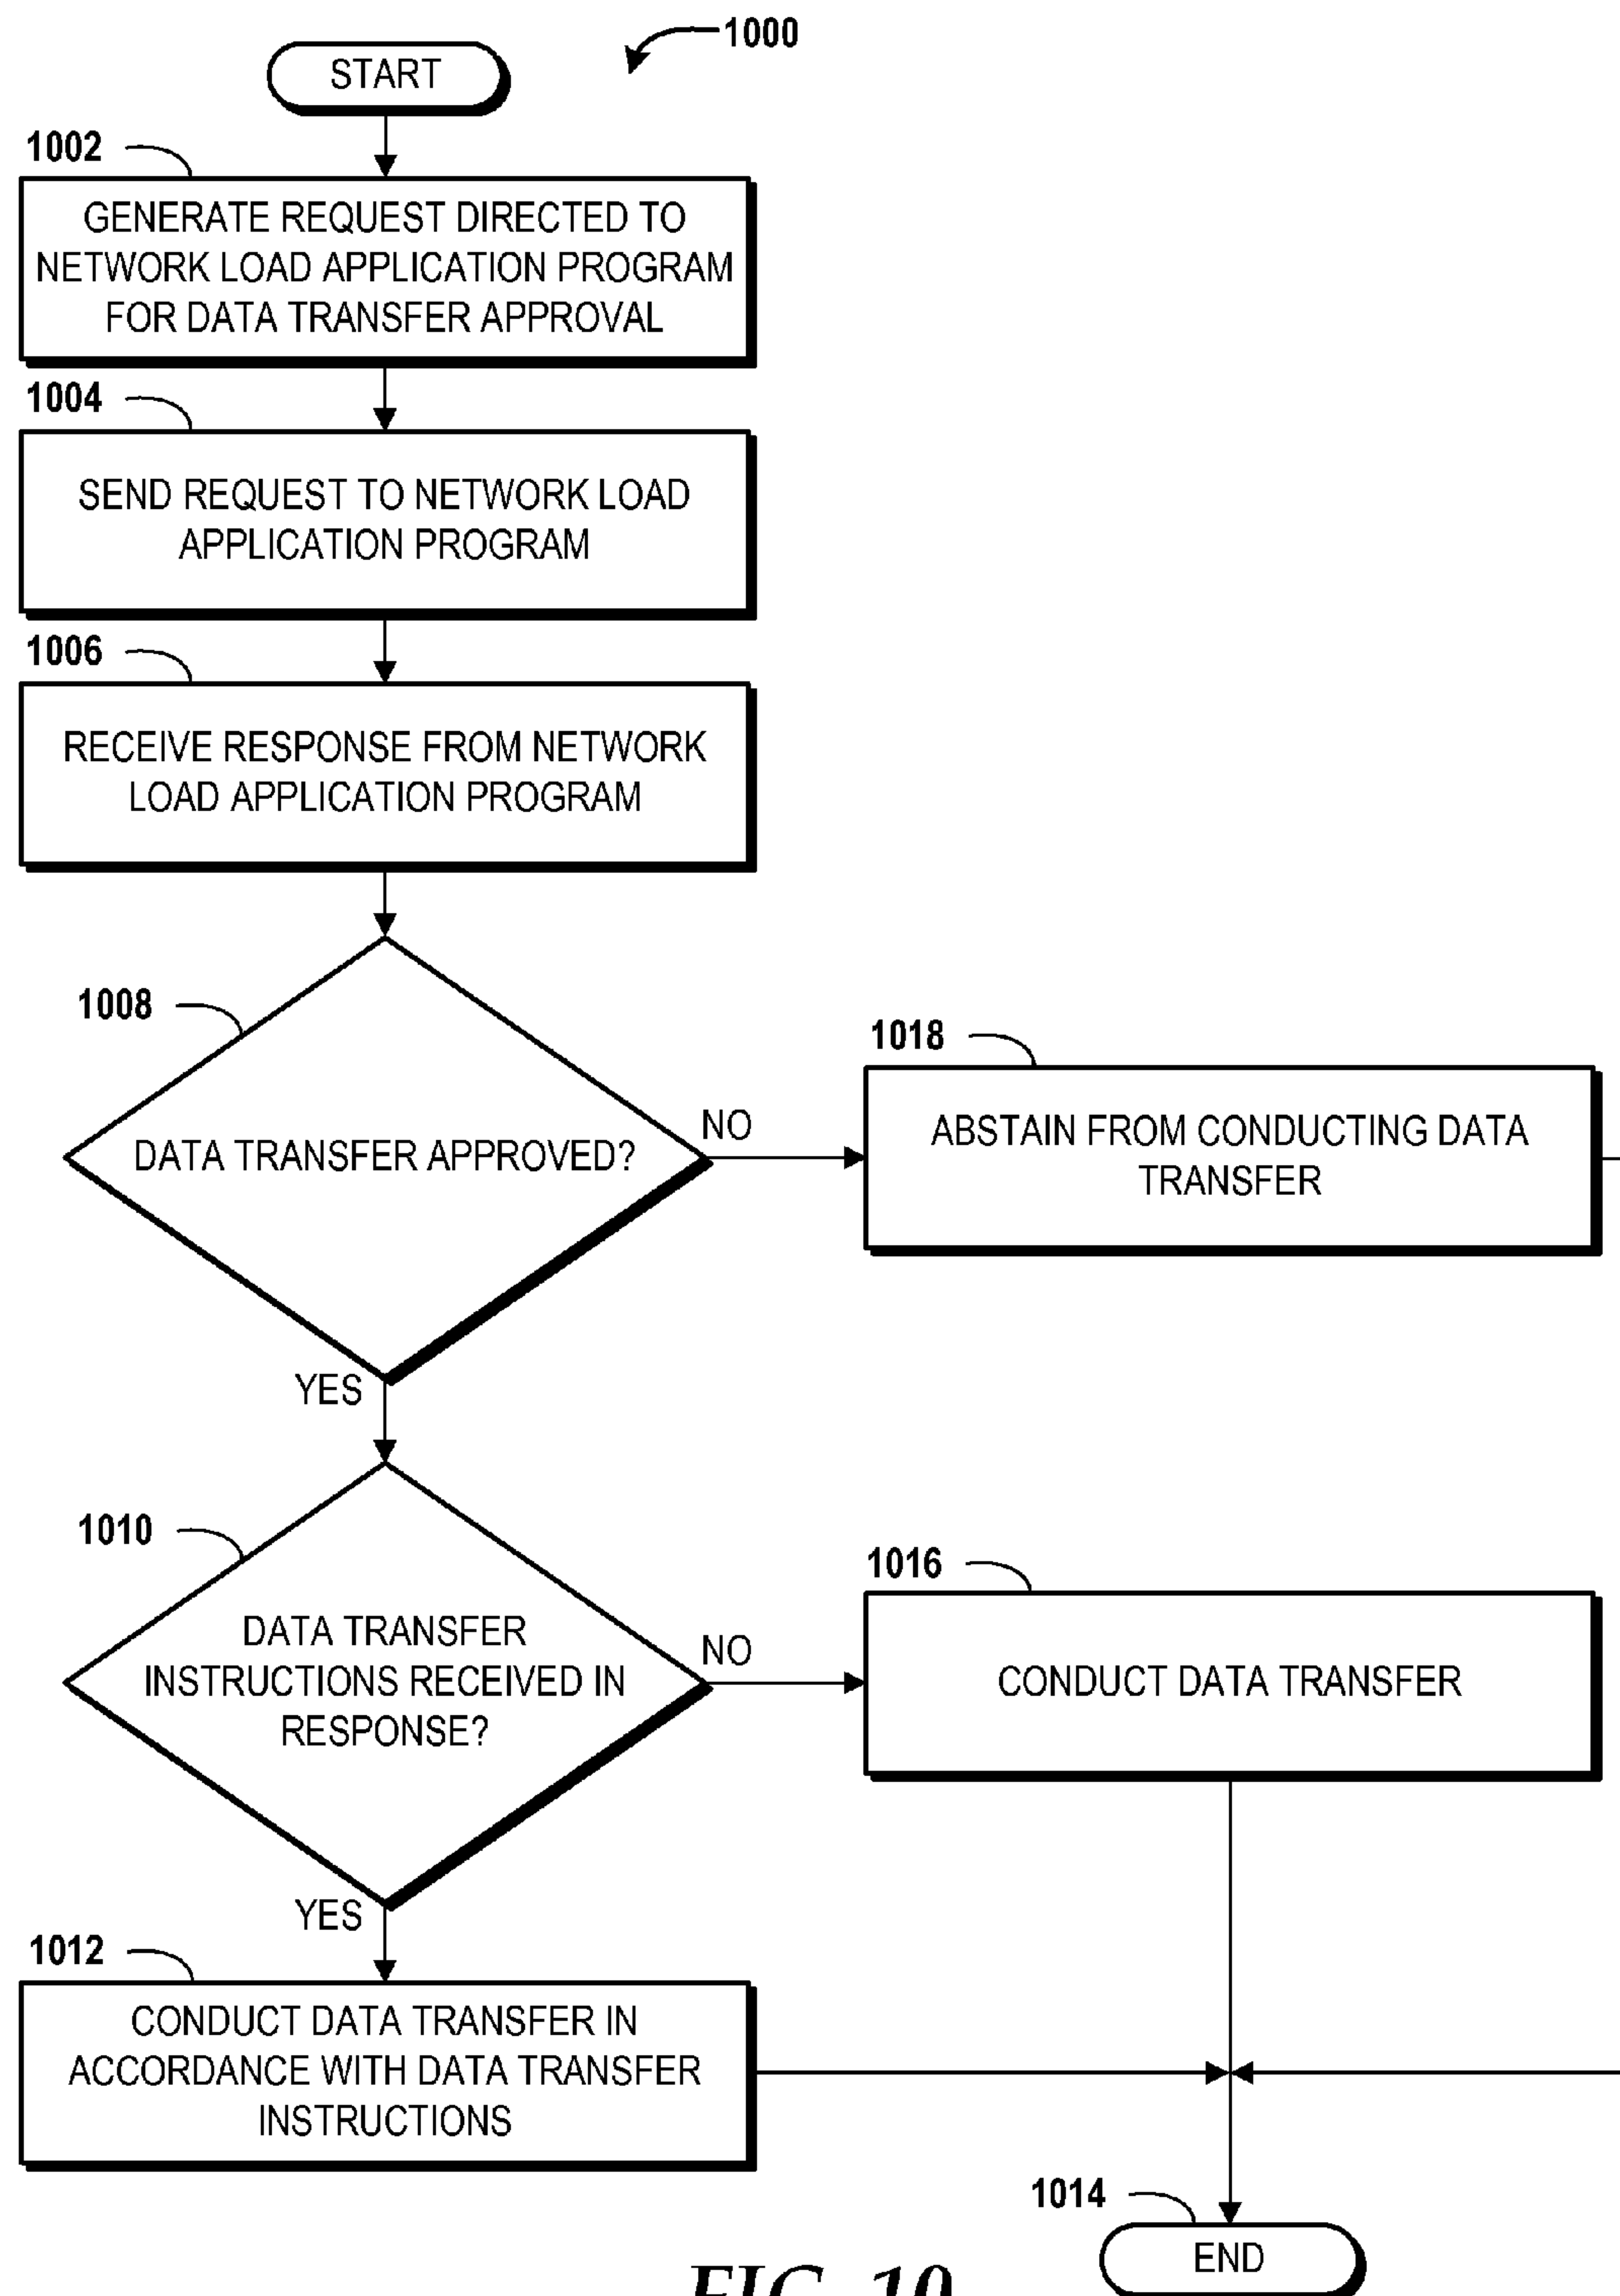 1000
START
1002
GENERATE REQUEST DIRECTED TO
NETWORK LOAD APPLICATION PROGRAM
FOR DATA TRANSFER APPROVAL
1004
SEND REQUEST TO NETWORK LOAD
APPLICATION PROGRAM
1006
RECEIVE RESPONSE FROM NETWORK
LOAD APPLICATION PROGRAM
1008
DATA TRANSFER APPROVED?
NO
1018
ABSTAIN FROM CONDUCTING DATA
TRANSFER
YES
1010
DATA TRANSFER
INSTRUCTIONS RECEIVED IN
RESPONSE?
NO
1016
CONDUCT DATA TRANSFER
YES
1012
CONDUCT DATA TRANSFER IN
ACCORDANCE WITH DATA TRANSFER
INSTRUCTIONS
1014
END
FIG. 10